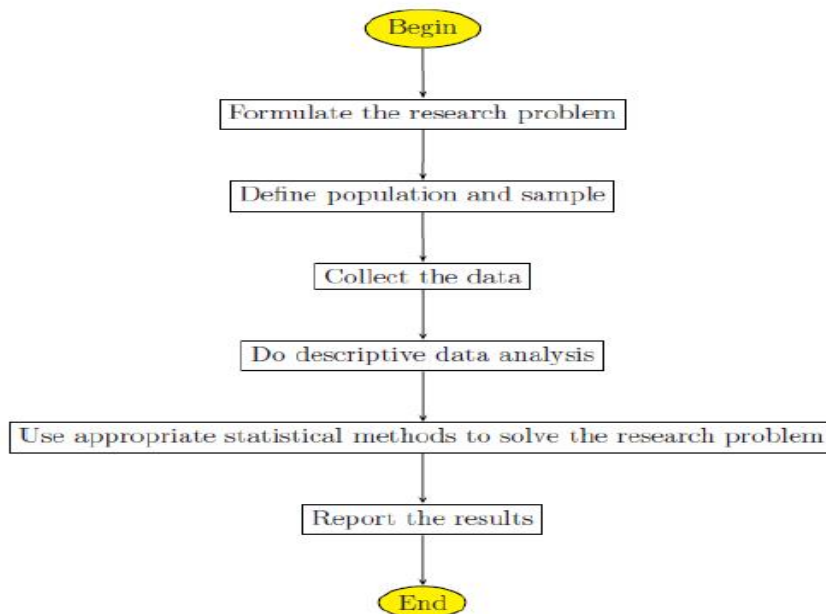 Begin
Formulate the research problem
Define population and sample
Collect the data
Do descriptive data analysis
Use appropriate statistical methods to solve the research problem
Report the results
End